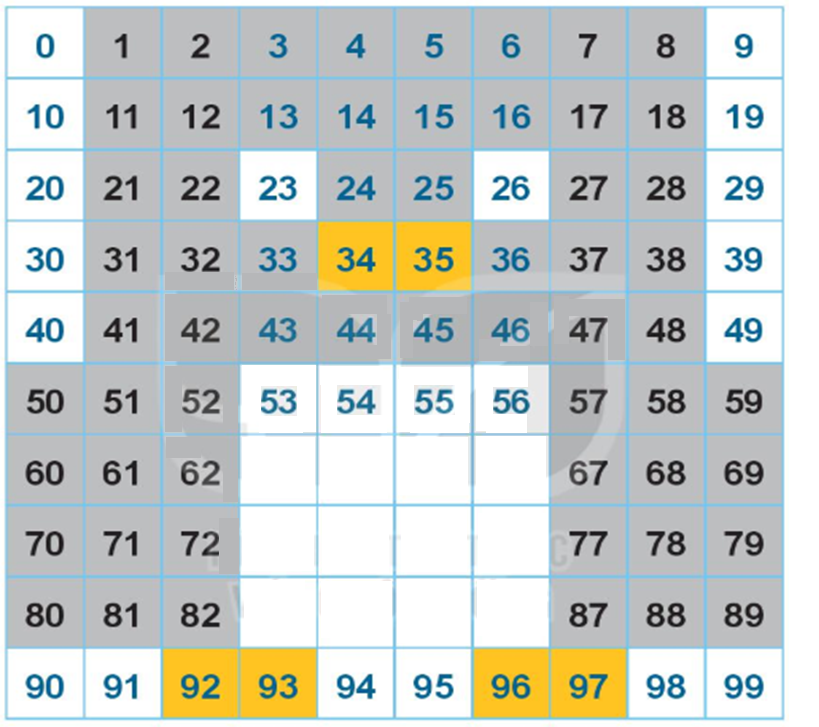 0 1 2 3 4 5 6 7 8 9
10 11 12 13 14 15 16 17 18 19
20 21 22 23 24 25 26 27 28 29
30 31 32 33 34 35 36 37 38 39
40 41 42 43 44 45 46 47 48 49
50 51 52 53 54 55 56 57 58 59
60 61 62 67 68 69
70 71 72 77 78 79
80 81 82 87 88 89
90 91 92 93 94 95 96 97 98 99